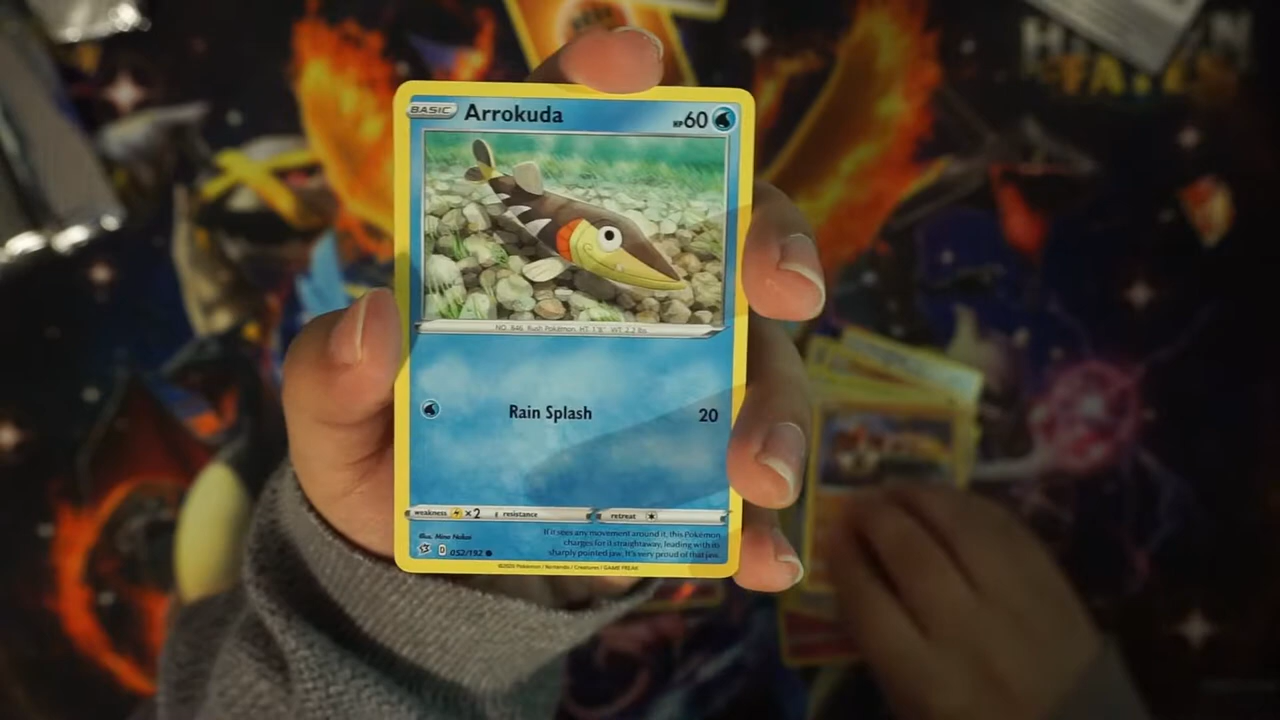 BASIC Arrokuda HP60
NO. 846 Rush Pokémon HT: 1'8" WT: 2.2 lbs.
Rain Splash 20
weakness ×2 resistance retreat
If it sees any movement around it, this Pokémon
charges for it straightaway, leading with its
sharply pointed jaw. It's very proud of that jaw.
Illus. Mina Nakai
D 052/192
©2020 Pokémon / Nintendo / Creatures / GAME FREAK